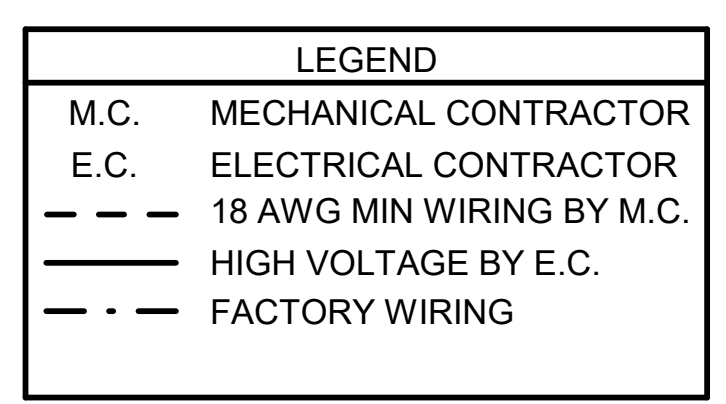 LEGEND
M.C. MECHANICAL CONTRACTOR
E.C. ELECTRICAL CONTRACTOR
18 AWG MIN WIRING BY M.C.
HIGH VOLTAGE BY E.C.
FACTORY WIRING